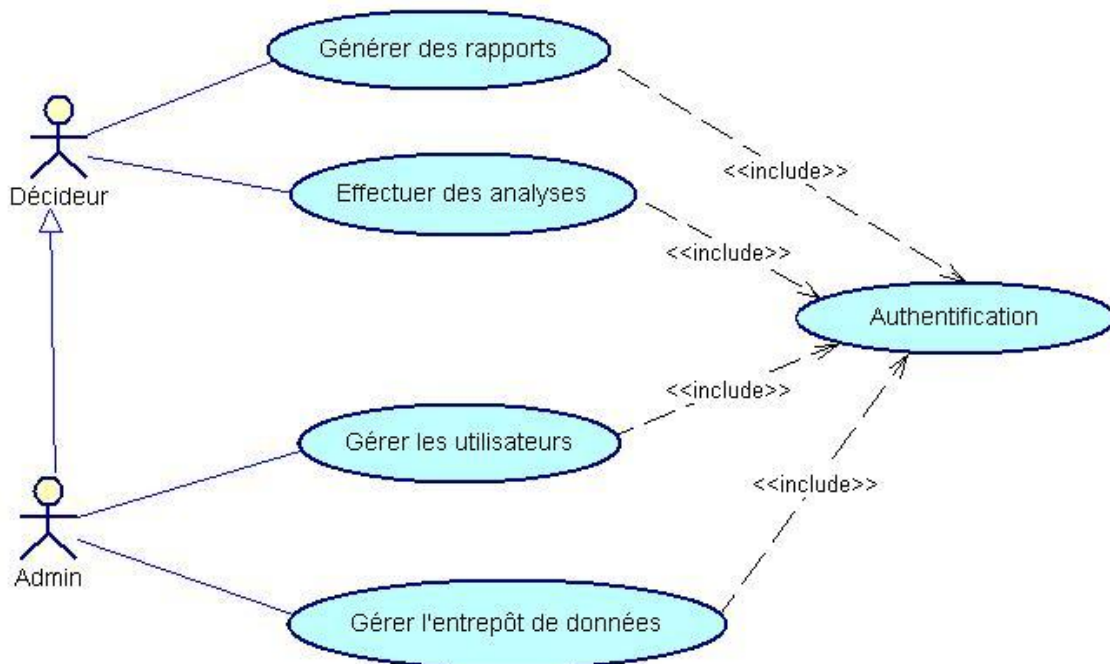 Générer des rapports
<<include>>
Décideur
Effectuer des analyses
<<include>>
Authentification
<<include>>
Gérer les utilisateurs
<<include>>
Admin
Gérer l'entrepôt de données